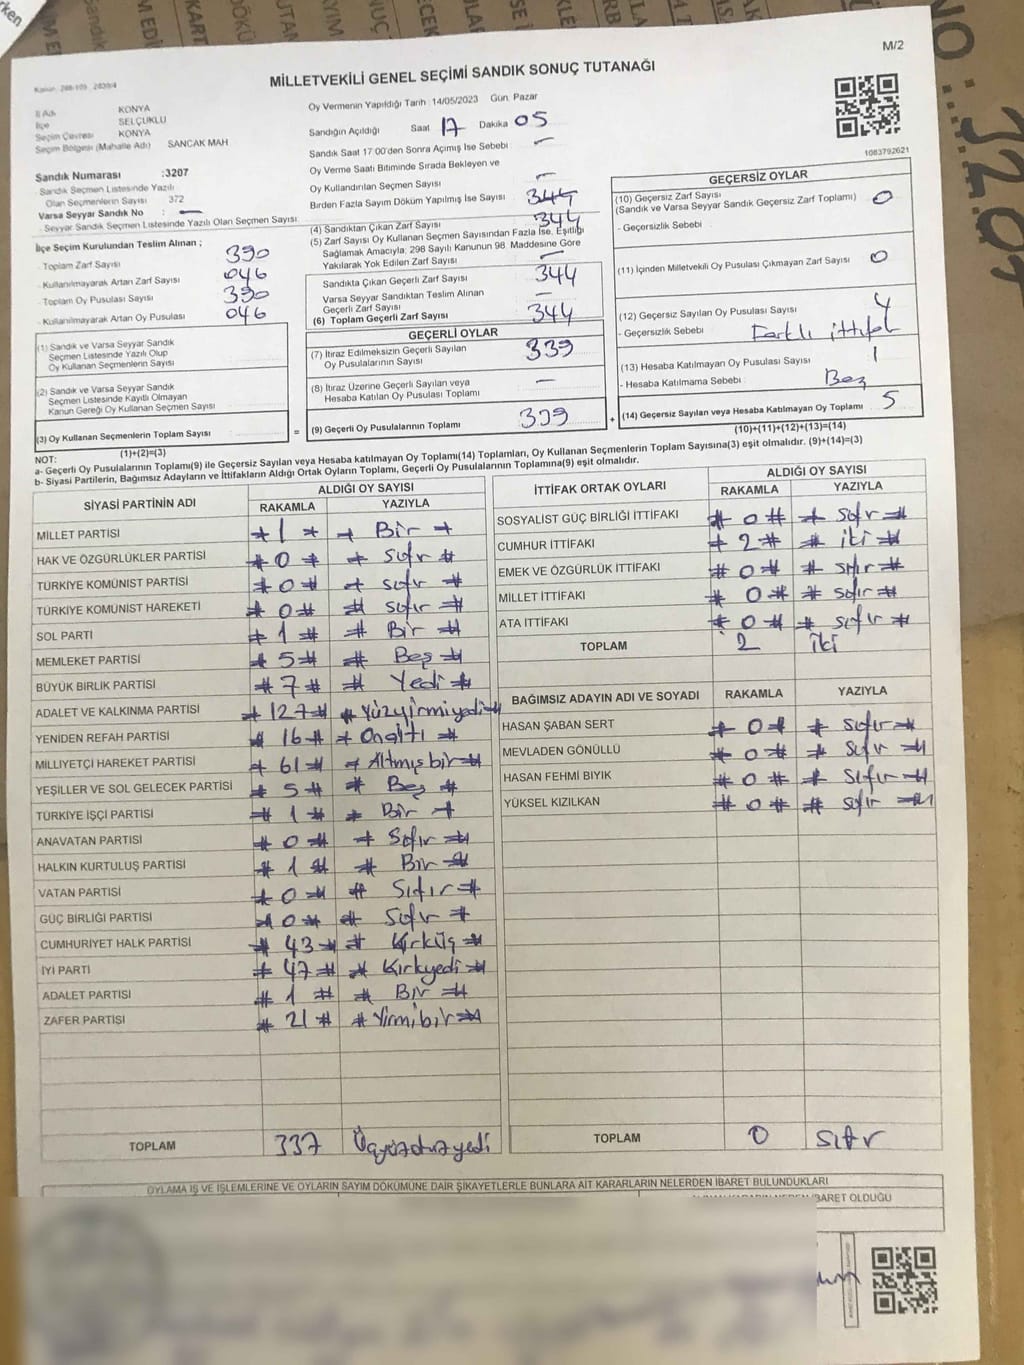 M/2
MİLLETVEKİLİ GENEL SEÇİMİ SANDIK SONUÇ TUTANAĞI
İl Adı KONYA
İlçe SELÇUKLU
Seçim Çevresi KONYA
Seçim Bölgesi (Mahalle Adı) SANCAK MAH
Sandık Numarası :3207
- Sandık Seçmen Listesinde Yazılı
Olan Seçmenlerin Sayısı 372
Varsa Seyyar Sandık No : —
- Seyyar Sandık Seçmen Listesinde Yazılı Olan Seçmen Sayısı
İlçe Seçim Kurulundan Teslim Alınan ;
- Toplam Zarf Sayısı 390
- Kullanılmayarak Artan Zarf Sayısı 046
- Toplam Oy Pusulası Sayısı 390
- Kullanılmayarak Artan Oy Pusulası 046
(1) Sandık ve Varsa Seyyar Sandık
Seçmen Listesinde Yazılı Olup
Oy Kullanan Seçmenlerin Sayısı
(2) Sandık ve Varsa Seyyar Sandık
Seçmen Listesinde Kayıtlı Olmayan
Kanun Gereği Oy Kullanan Seçmen Sayısı
(3) Oy Kullanan Seçmenlerin Toplam Sayısı
(1)+(2)=(3)
Oy Vermenin Yapıldığı Tarih 14/05/2023 Gün: Pazar
Sandığın Açıldığı Saat 17 Dakika 05
Sandık Saat 17:00'den Sonra Açımış İse Sebebi —
Oy Verme Saati Bitiminde Sırada Bekleyen ve
Oy Kullandırılan Seçmen Sayısı —
Birden Fazla Sayım Döküm Yapılmış İse Sayısı 344
(4) Sandıktan Çıkan Zarf Sayısı 344
(5) Zarf Sayısı Oy Kullanan Seçmen Sayısından Fazla İse, Eşitliği
Sağlamak Amacıyla; 298 Sayılı Kanunun 98. Maddesine Göre
Yakılarak Yok Edilen Zarf Sayısı —
Sandıkta Çıkan Geçerli Zarf Sayısı 344
Varsa Seyyar Sandıktan Teslim Alınan
Geçerli Zarf Sayısı —
(6) Toplam Geçerli Zarf Sayısı 344
GEÇERLİ OYLAR
(7) İtiraz Edilmeksizin Geçerli Sayılan
Oy Pusulalarının Sayısı 339
(8) İtiraz Üzerine Geçerli Sayılan veya
Hesaba Katılan Oy Pusulası Toplamı —
= (9) Geçerli Oy Pusulalarının Toplamı 339 +
1083792621
GEÇERSİZ OYLAR
(10) Geçersiz Zarf Sayısı 0
(Sandık ve Varsa Seyyar Sandık Geçersiz Zarf Toplamı)
- Geçersizlik Sebebi
(11) İçinden Milletvekili Oy Pusulası Çıkmayan Zarf Sayısı 0
(12) Geçersiz Sayılan Oy Pusulası Sayısı 4
- Geçersizlik Sebebi Farklı ittifak
(13) Hesaba Katılmayan Oy Pusulası Sayısı 1
- Hesaba Katılmama Sebebi :
(14) Geçersiz Sayılan veya Hesaba Katılmayan Oy Toplamı 5
(10)+(11)+(12)+(13)=(14)
NOT:
a- Geçerli Oy Pusulalarının Toplamı(9) ile Geçersiz Sayılan veya Hesaba katılmayan Oy Toplamı(14) Toplamları, Oy Kullanan Seçmenlerin Toplam Sayısına(3) eşit olmalıdır. (9)+(14)=(3)
b- Siyasi Partilerin, Bağımsız Adayların ve İttifakların Aldığı Ortak Oyların Toplamı, Geçerli Oy Pusulalarının Toplamına(9) eşit olmalıdır.
SİYASİ PARTİNİN ADI ALDIĞI OY SAYISI
RAKAMLA YAZIYLA
MİLLET PARTİSİ 1 Bir
HAK VE ÖZGÜRLÜKLER PARTİSİ # 0 # sıfır #
TÜRKİYE KOMÜNİST PARTİSİ # 0 # sıfır #
TÜRKİYE KOMÜNİST HAREKETİ # 0 # # sıfır #
SOL PARTİ # 1 # # Bir #
MEMLEKET PARTİSİ # 5 # # Beş #
BÜYÜK BİRLİK PARTİSİ # 7 # # Yedi #
ADALET VE KALKINMA PARTİSİ # 127 # # Yüzyirmiyedi #
YENİDEN REFAH PARTİSİ # 16 # # Onaltı #
MİLLİYETÇİ HAREKET PARTİSİ # 61 # # Altmışbir #
YEŞİLLER VE SOL GELECEK PARTİSİ # 5 # # Beş #
TÜRKİYE İŞÇİ PARTİSİ # 1 # # Bir #
ANAVATAN PARTİSİ # 0 # # Sıfır #
HALKIN KURTULUŞ PARTİSİ # 1 # # Bir #
VATAN PARTİSİ # 0 # # Sıfır #
GÜÇ BİRLİĞİ PARTİSİ # 0 # # Sıfır #
CUMHURİYET HALK PARTİSİ # 43 # # Kırküç #
İYİ PARTİ # 47 # # Kırkyedi #
ADALET PARTİSİ # 1 # # Bir #
ZAFER PARTİSİ # 21 # # Yirmibir #
TOPLAM 337 Üçyüzotuzyedi
İTTİFAK ORTAK OYLARI ALDIĞI OY SAYISI
RAKAMLA YAZIYLA
SOSYALİST GÜÇ BİRLİĞİ İTTİFAKI # 0 # # sıfır #
CUMHUR İTTİFAKI # 2 # # iki #
EMEK VE ÖZGÜRLÜK İTTİFAKI # 0 # # sıfır #
MİLLET İTTİFAKI # 0 # # sıfır #
ATA İTTİFAKI # 0 # # sıfır #
TOPLAM 2 iki
BAĞIMSIZ ADAYIN ADI VE SOYADI RAKAMLA YAZIYLA
HASAN ŞABAN SERT # 0 # # sıfır #
MEVLADEN GÖNÜLLÜ # 0 # # sıfır #
HASAN FEHMİ BIYIK # 0 # # sıfır #
YÜKSEL KIZILKAN # 0 # # sıfır #
TOPLAM 0 sıfır
OYLAMA İŞ VE İŞLEMLERİNE VE OYLARIN SAYIM DÖKÜMÜNE DAİR ŞİKAYETLERLE BUNLARA AİT KARARLARIN NELERDEN İBARET BULUNDUKLARI
İBARET OLDUĞU
NO : 3207